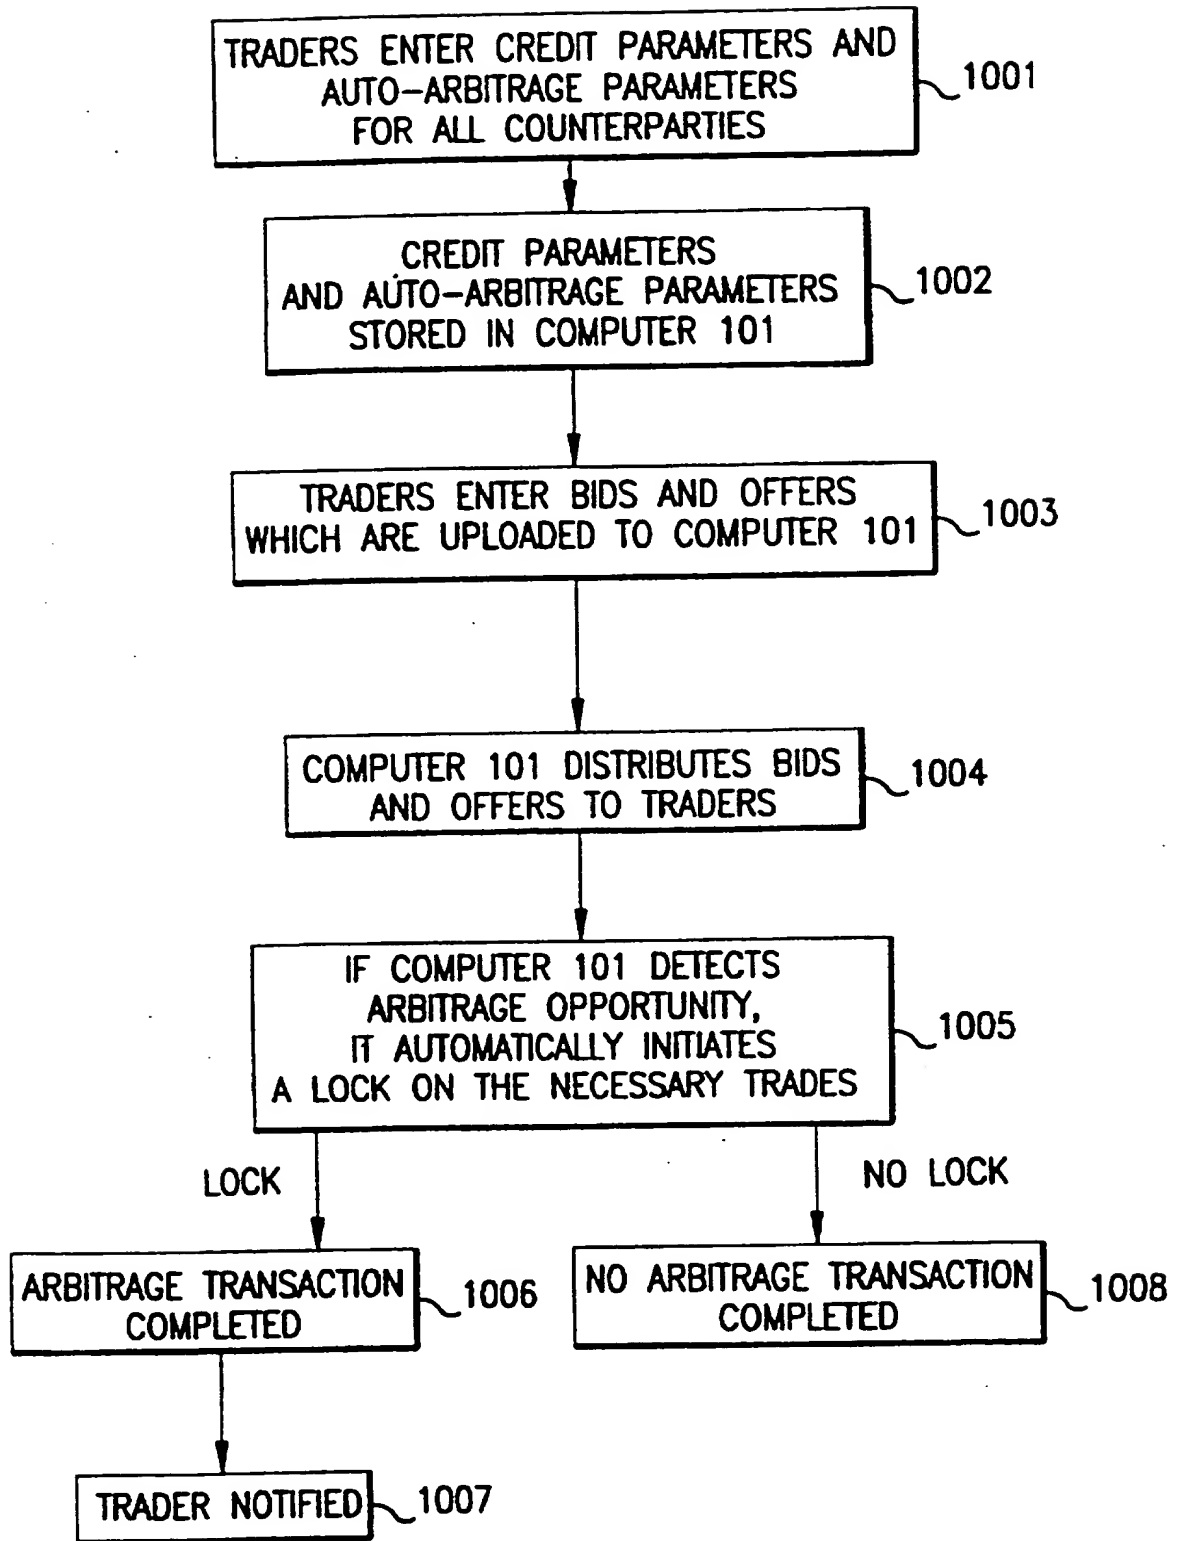 TRADERS ENTER CREDIT PARAMETERS AND
AUTO-ARBITRAGE PARAMETERS
FOR ALL COUNTERPARTIES
1001
CREDIT PARAMETERS
AND AUTO-ARBITRAGE PARAMETERS
STORED IN COMPUTER 101
1002
TRADERS ENTER BIDS AND OFFERS
WHICH ARE UPLOADED TO COMPUTER 101
1003
COMPUTER 101 DISTRIBUTES BIDS
AND OFFERS TO TRADERS
1004
IF COMPUTER 101 DETECTS
ARBITRAGE OPPORTUNITY,
IT AUTOMATICALLY INITIATES
A LOCK ON THE NECESSARY TRADES
1005
LOCK
NO LOCK
ARBITRAGE TRANSACTION
COMPLETED
1006
NO ARBITRAGE TRANSACTION
COMPLETED
1008
TRADER NOTIFIED
1007